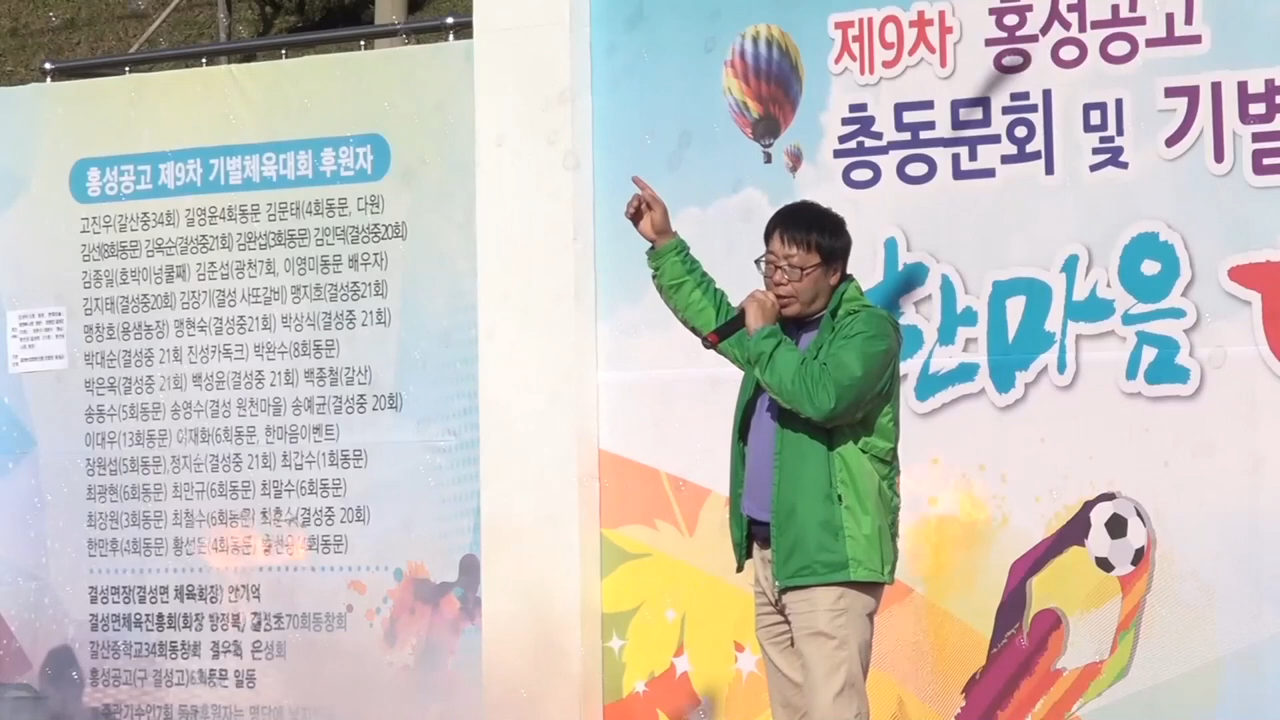 홍성공고 제9차 기별체육대회 후원자
고진우(갈산중34회) 길영윤4회동문 김문태(4회동문, 다원)
김선(8회동문) 김옥수(결성중21회) 김완섭(3회동문) 김인덕(결성중20회)
김종일(호박이넝쿨째) 김준섭(광천7회, 이영미동문 배우자)
김지태(결성중20회) 김장기(결성 사또갈비) 맹지호(결성중21회)
맹창호(용샘농장) 맹현숙(결성중21회) 박상식(결성중 21회)
박대순(결성중 21회 진성카독크) 박완수(8회동문)
박은옥(결성중 21회) 백성윤(결성중 21회) 백종철(갈산)
송동수(5회동문) 송영수(결성 원천마을) 송예균(결성중 20회)
이대우(13회동문) 이재화(6회동문, 한마음이벤트)
장원섭(5회동문),정지순(결성중 21회) 최갑수(1회동문)
최광현(6회동문) 최만규(6회동문) 최말수(6회동문)
최장원(3회동문) 최철수(6회동문) 최훈숙(결성중 20회)
한만후(4회동문)
결성면장(결성면 체육회장) 안기억
결성면체육진흥회(회장 방정복) 결성초70회동창회
갈산중학교34회동창회 은성회
홍성공고(구 결성고)6회동문 일동
제9차 홍성공고
총동문회 및 기별
한마음